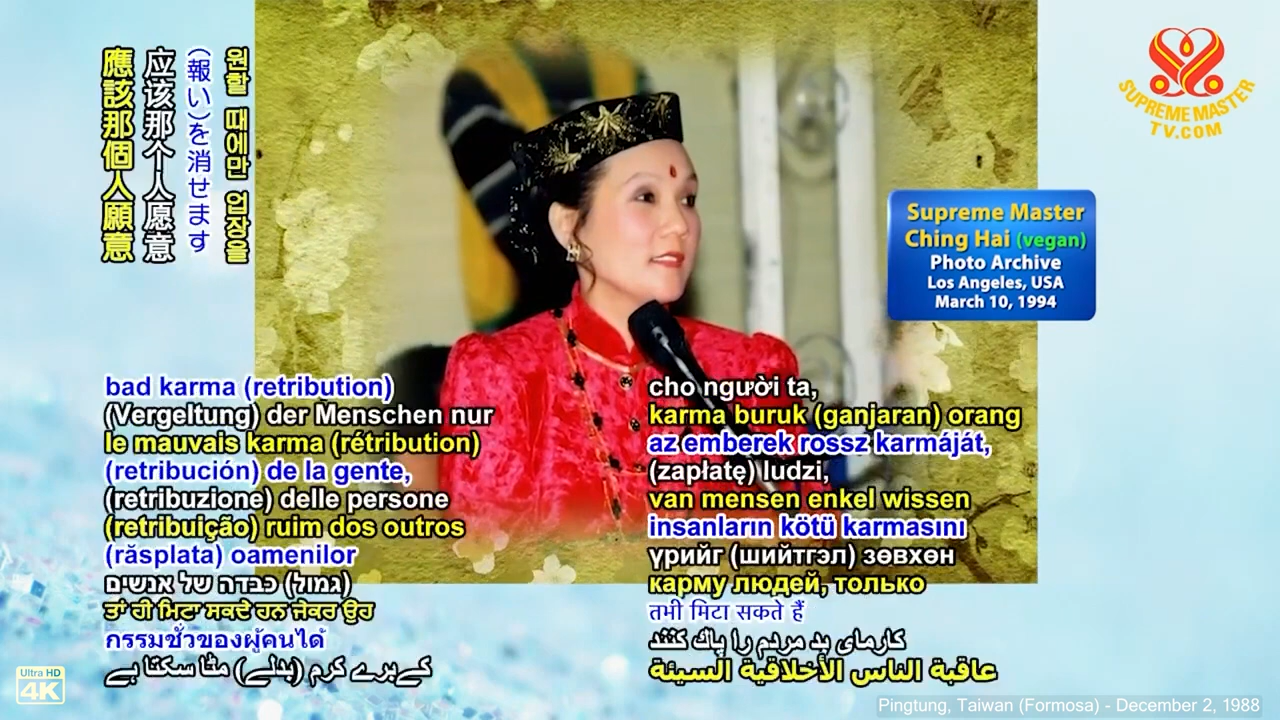 應該那個人願意
应该那个人愿意
(報い)を消せます
원할 때에만 업장을
SUPREME MASTER
TV.COM
Supreme Master
Ching Hai (vegan)
Photo Archive
Los Angeles, USA
March 10, 1994
bad karma (retribution)
(Vergeltung) der Menschen nur
le mauvais karma (rétribution)
(retribución) de la gente,
(retribuzione) delle persone
(retribuição) ruim dos outros
(răsplata) oamenilor
כבדה של אנשים (גמול)
ਤਾਂ ਹੀ ਮਿਟਾ ਸਕਦੇ ਹਨ ਜੇਕਰ ਉਹ
กรรมชั่วของผู้คนได้
کے برے کرم (بدلے) مٹا سکتا ہے
cho người ta,
karma buruk (ganjaran) orang
az emberek rossz karmáját,
(zapłatę) ludzi,
van mensen enkel wissen
insanların kötü karmasını
үрийг (шийтгэл) зөвхөн
карму людей, только
तभी मिटा सकते हैं
کارمای بد مردم را پاک کنند
عاقبة الناس الأخلاقية السيئة
Ultra HD
4K
Pingtung, Taiwan (Formosa) - December 2, 1988